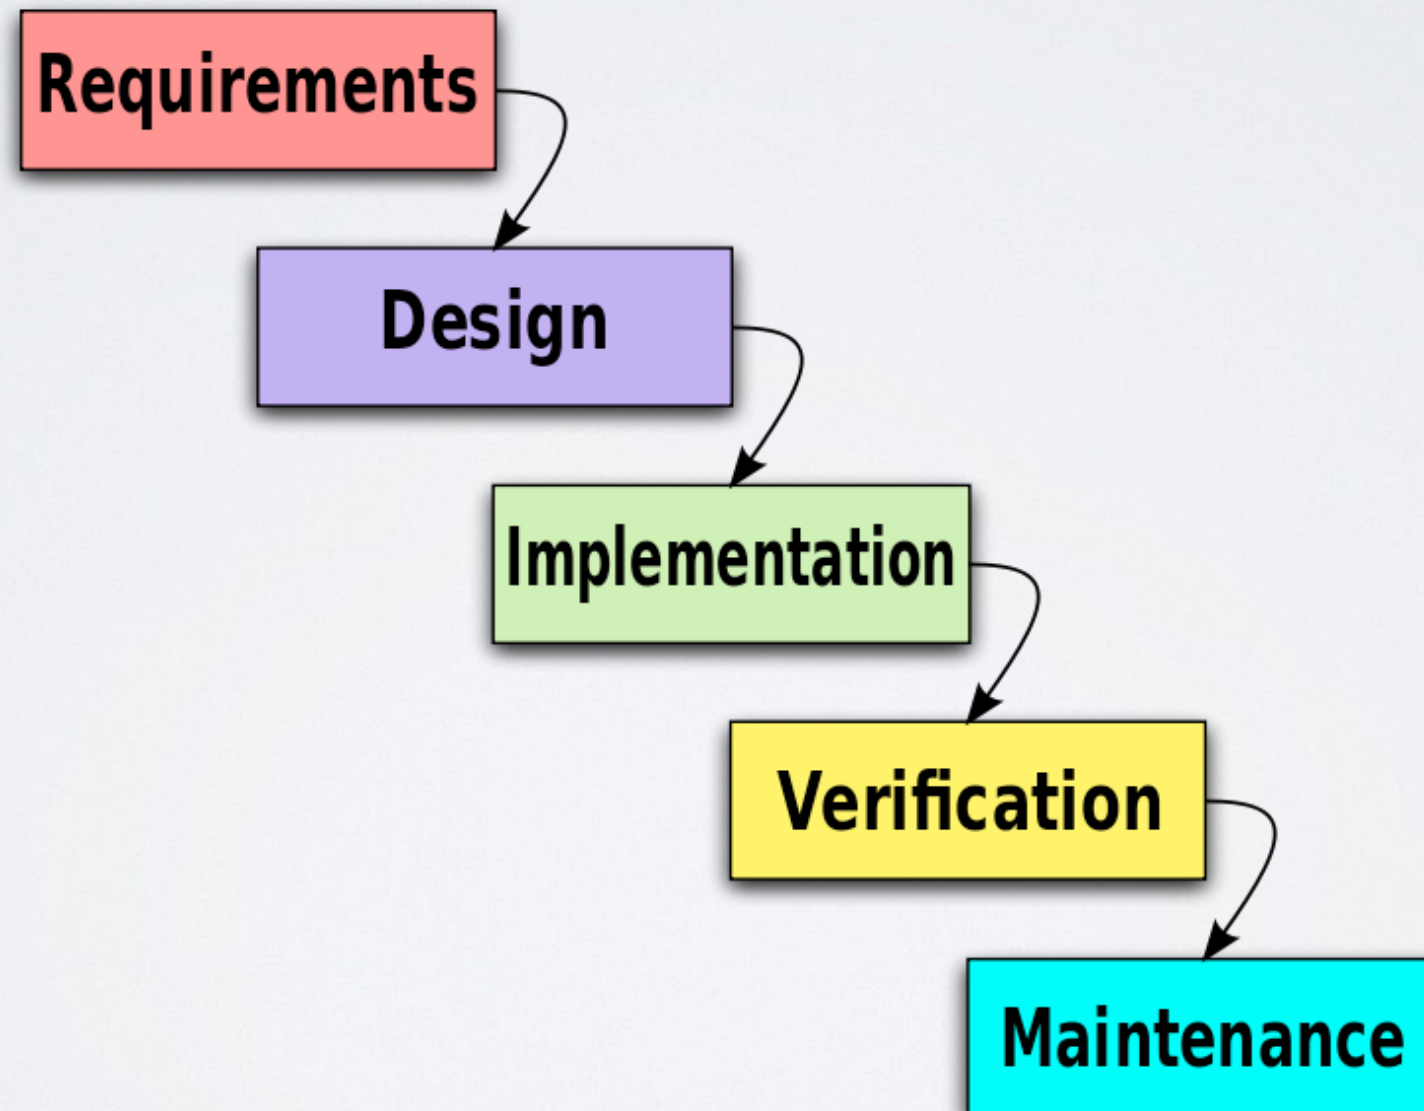 Requirements
Design
Implementation
Verification
Maintenance